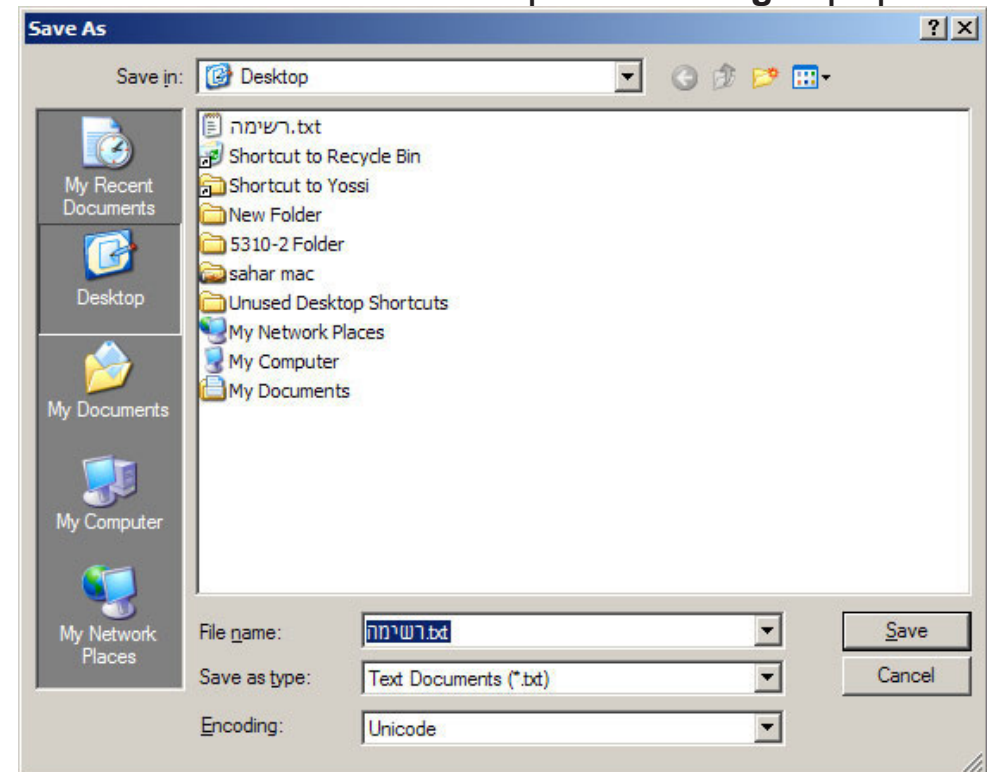 Save As
Save in: Desktop
My Recent Documents
Desktop
My Documents
My Computer
My Network Places
רשימה.txt
Shortcut to Recycle Bin
Shortcut to Yossi
New Folder
5310-2 Folder
sahar mac
Unused Desktop Shortcuts
My Network Places
My Computer
My Documents
File name: רשימה.txt
Save as type: Text Documents (*.txt)
Encoding: Unicode
Save
Cancel